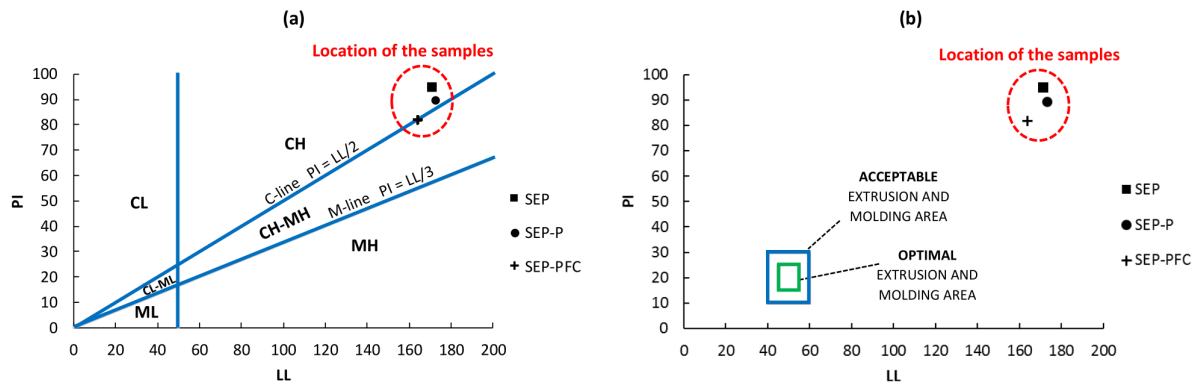 (a)
Location of the samples
100
90
80
70
60
50
40
30
20
10
0
PI
CH
CL
C-line PI = LL/2
CH-MH
M-line PI = LL/3
MH
CL-ML
ML
0 20 40 60 80 100 120 140 160 180 200
LL
SEP
SEP-P
SEP-PFC
(b)
Location of the samples
100
90
80
70
60
50
40
30
20
10
0
PI
ACCEPTABLE
EXTRUSION AND
MOLDING AREA
OPTIMAL
EXTRUSION AND
MOLDING AREA
0 20 40 60 80 100 120 140 160 180 200
LL
SEP
SEP-P
SEP-PFC